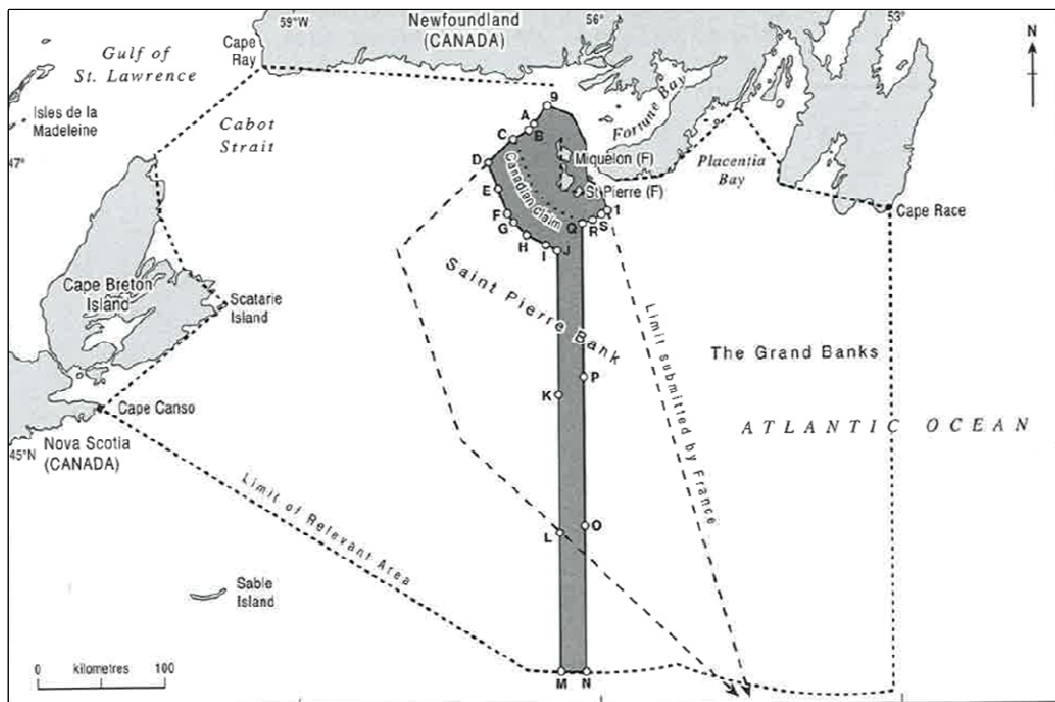 59°W
56°
53°
Newfoundland
(CANADA)
N
Cape
Ray
Gulf of
St. Lawrence
Isles de la
Madeleine
Cabot
Strait
47°
Fortune Bay
Placentia
Bay
Miquelon (F)
St Pierre (F)
Cape Race
9
A
B
C
D
E
F
G
H
I
J
Q
R
S
1
Canadian claim
Saint Pierre Bank
Cape Breton
Island
Scatarie
Island
The Grand Banks
Limit submitted by France
P
K
Cape Canso
ATLANTIC OCEAN
Nova Scotia
(CANADA)
45°N
Limit of Relevant Area
L
O
Sable
Island
0 kilometres 100
M
N